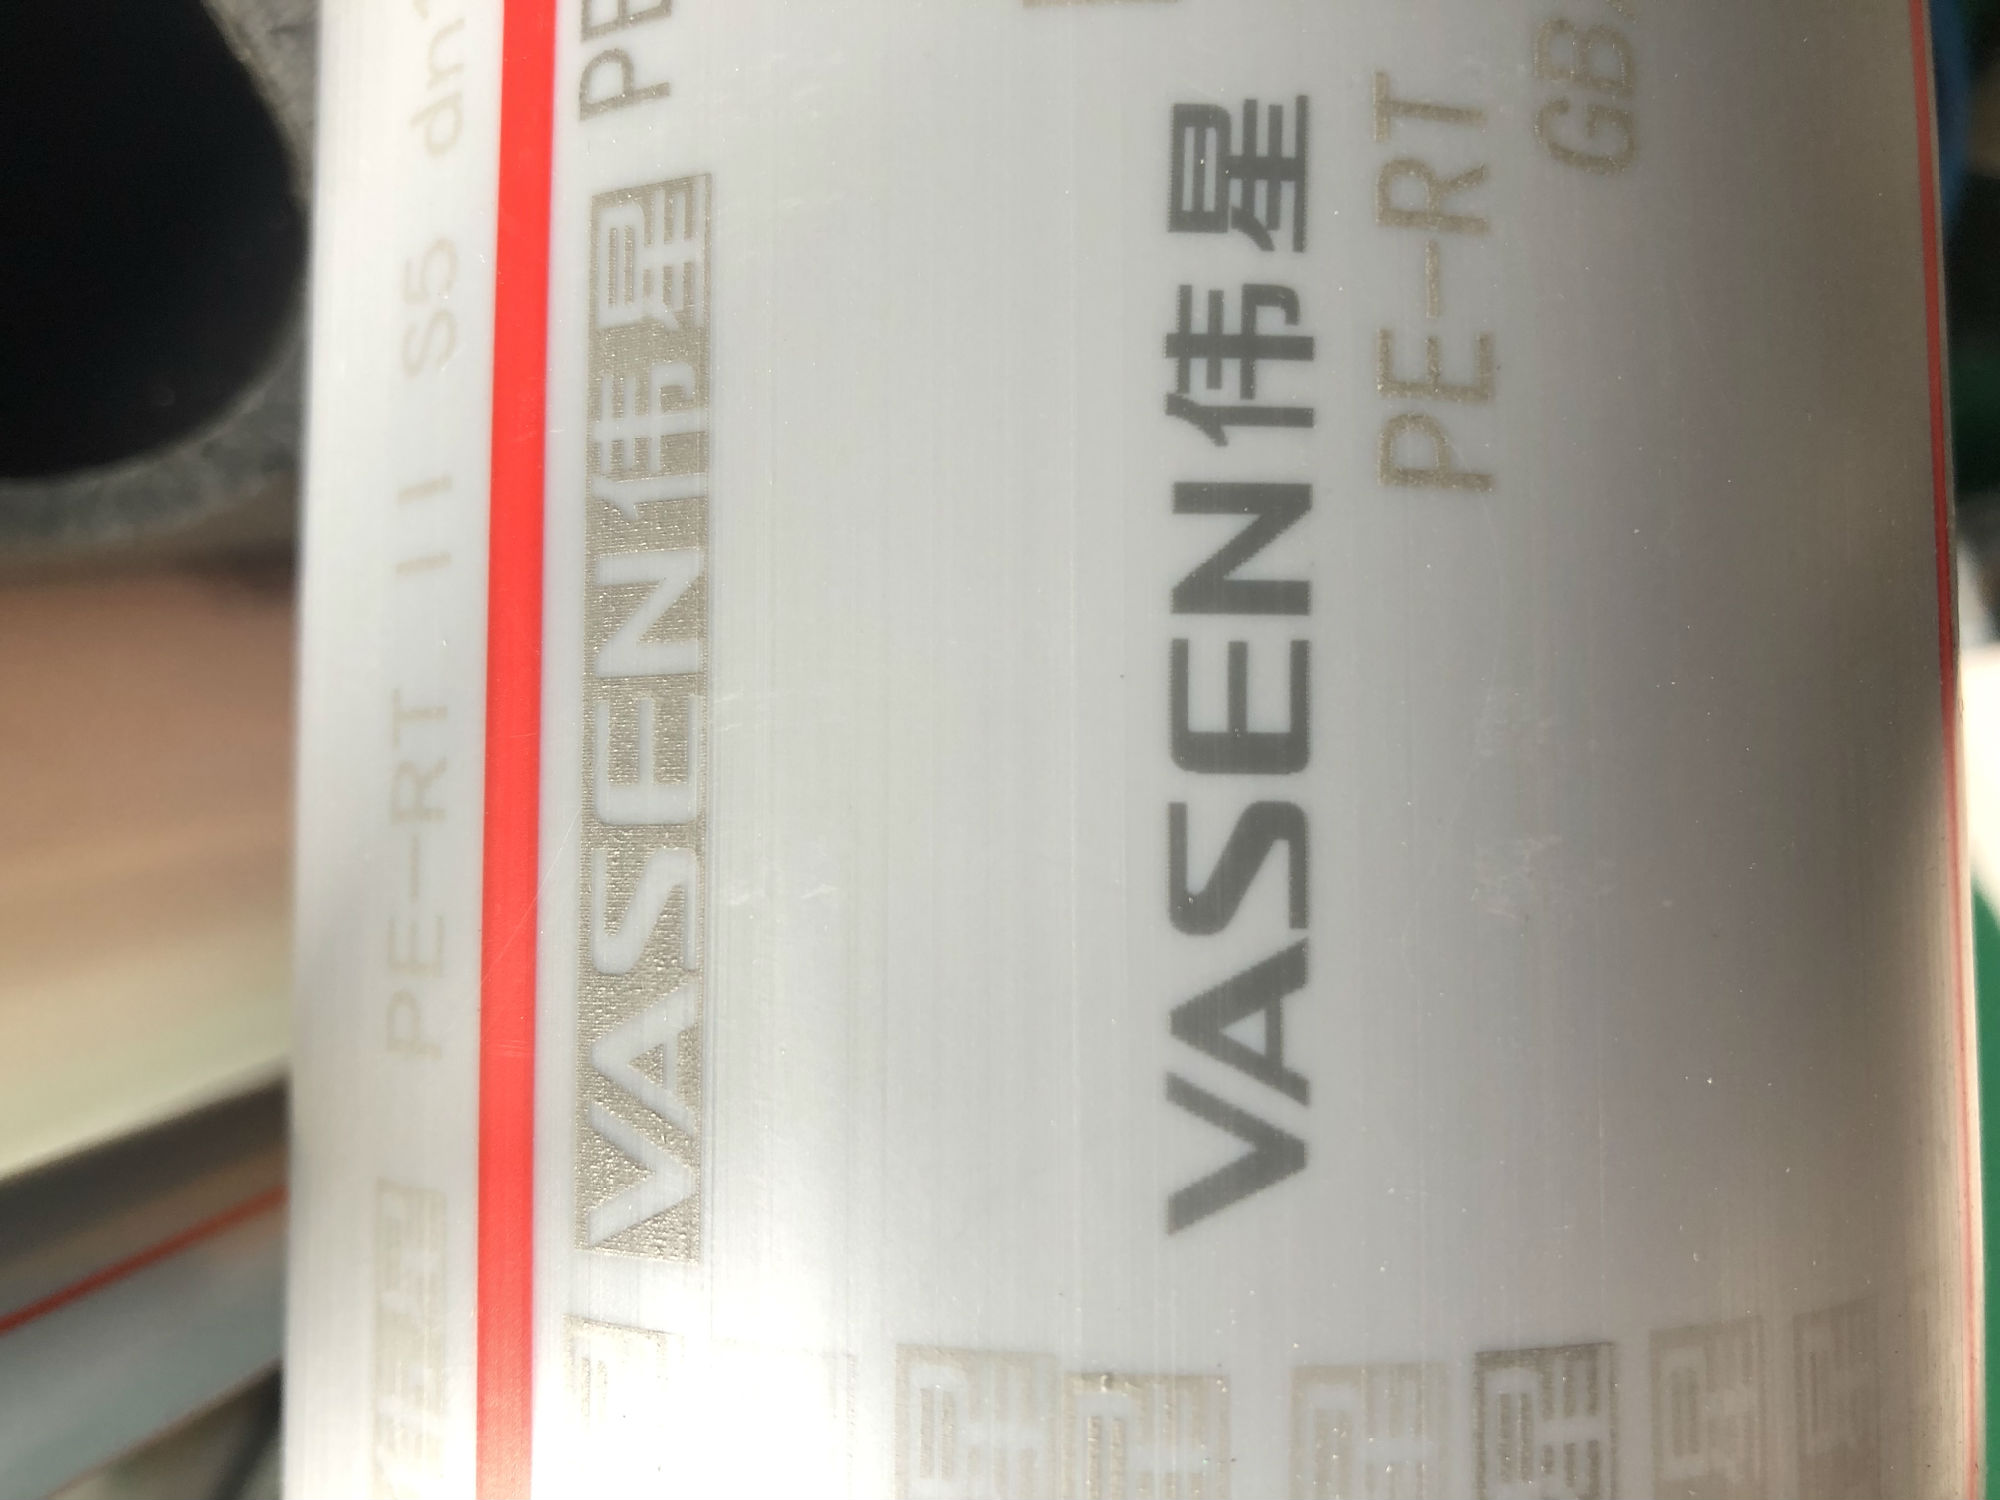 PE-RT II S5 dn
VASEN伟星 PE
VASEN伟星
PE-RT
GB